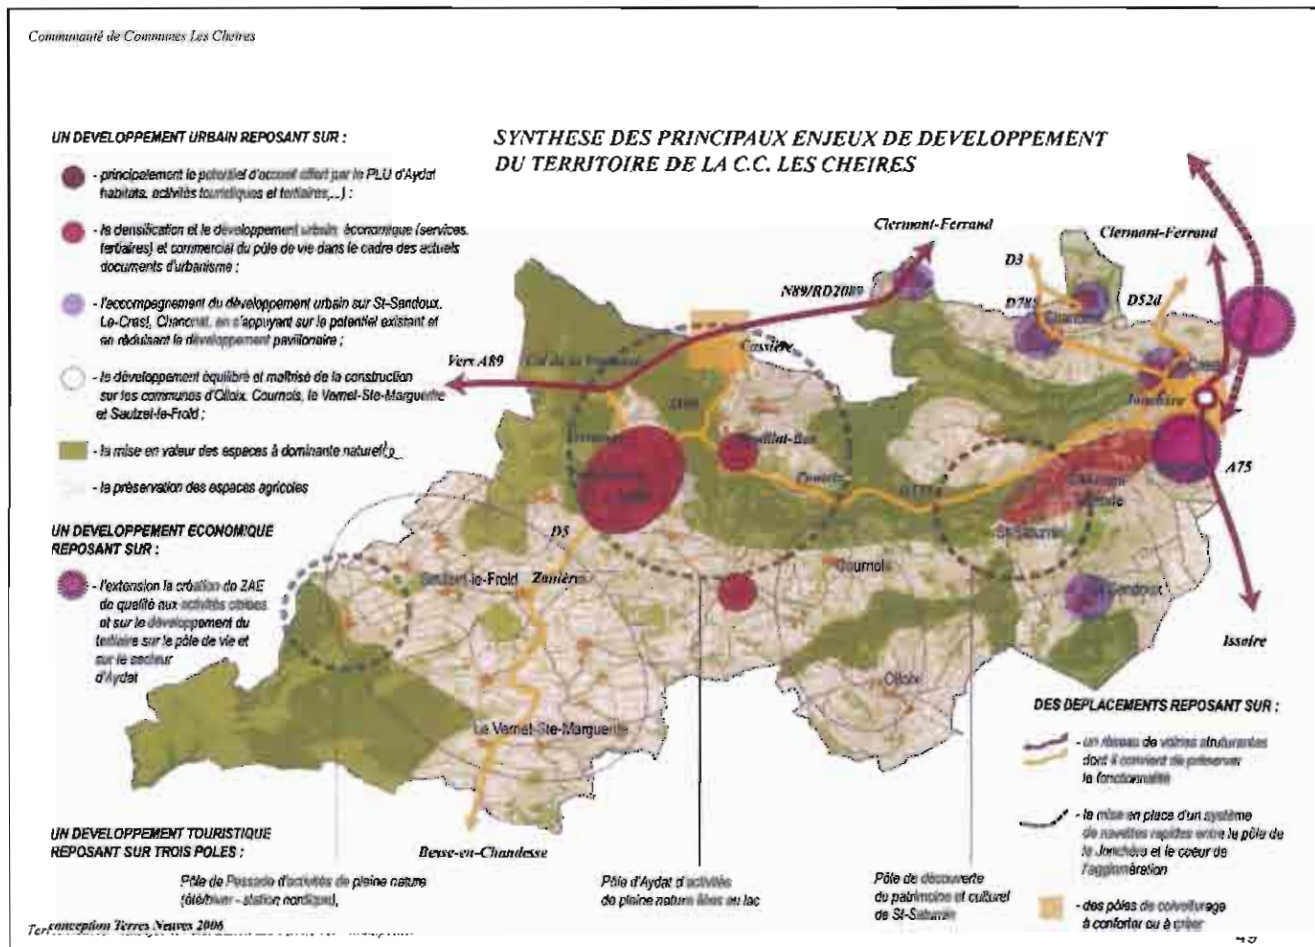 Communauté de Communes Les Cheires
SYNTHESE DES PRINCIPAUX ENJEUX DE DEVELOPPEMENT
DU TERRITOIRE DE LA C.C. LES CHEIRES
UN DEVELOPPEMENT URBAIN REPOSANT SUR :
- principalement le potentiel d'accueil offert par le PLU d'Aydat
habitats, activités touristiques et tertiaires,...) ;
- la densification et le développement urbain, économique (services,
tertiaires) et commercial du pôle de vie dans le cadre des actuels
documents d'urbanisme ;
- l'accompagnement du développement urbain sur St-Sandoux,
Le-Crest, Chanonat, en s'appuyant sur le potentiel existant et
en réduisant le développement pavillonaire ;
- le développement équilibré et maîtrisé de la construction
sur les communes d'Olloix, Cournols, le Vernet-Ste-Marguerite
et Saulzet-le-Froid ;
- la mise en valeur des espaces à dominante naturelle
- la préservation des espaces agricoles
UN DEVELOPPEMENT ECONOMIQUE
REPOSANT SUR :
- l'extension la création de ZAE
de qualité aux activités ciblées
et sur le développement du
tertiaire sur le pôle de vie et
sur le secteur
d'Aydat
UN DEVELOPPEMENT TOURISTIQUE
REPOSANT SUR TROIS POLES :
Pôle de Pessade d'activités de pleine nature
(été/hiver - station nordique),
Pôle d'Aydat d'activités
de pleine nature liées au lac
Pôle de découverte
du patrimoine et culturel
de St-Saturnin
DES DEPLACEMENTS REPOSANT SUR :
- un réseau de voiries struturantes
dont il convient de préserver
la fonctionnalité
- la mise en place d'un système
de navettes rapides entre le pôle de
la Jonchère et le coeur de
l'agglomération
- des pôles de covoiturage
à conforter ou à créer
Clermont-Ferrand
Clermont-Ferrand
D3
N89/RD2089
D785
D52d
Chanonat
Vers A89
Cassière
Jonchère
A75
D5
St-Saturnin
Cournols
Saulzet-le-Froid
Zanière
Sandoux
Issoire
Olloix
Le Vernet-Ste-Marguerite
Besse-en-Chandesse
conception Terres Neuves 2006
49